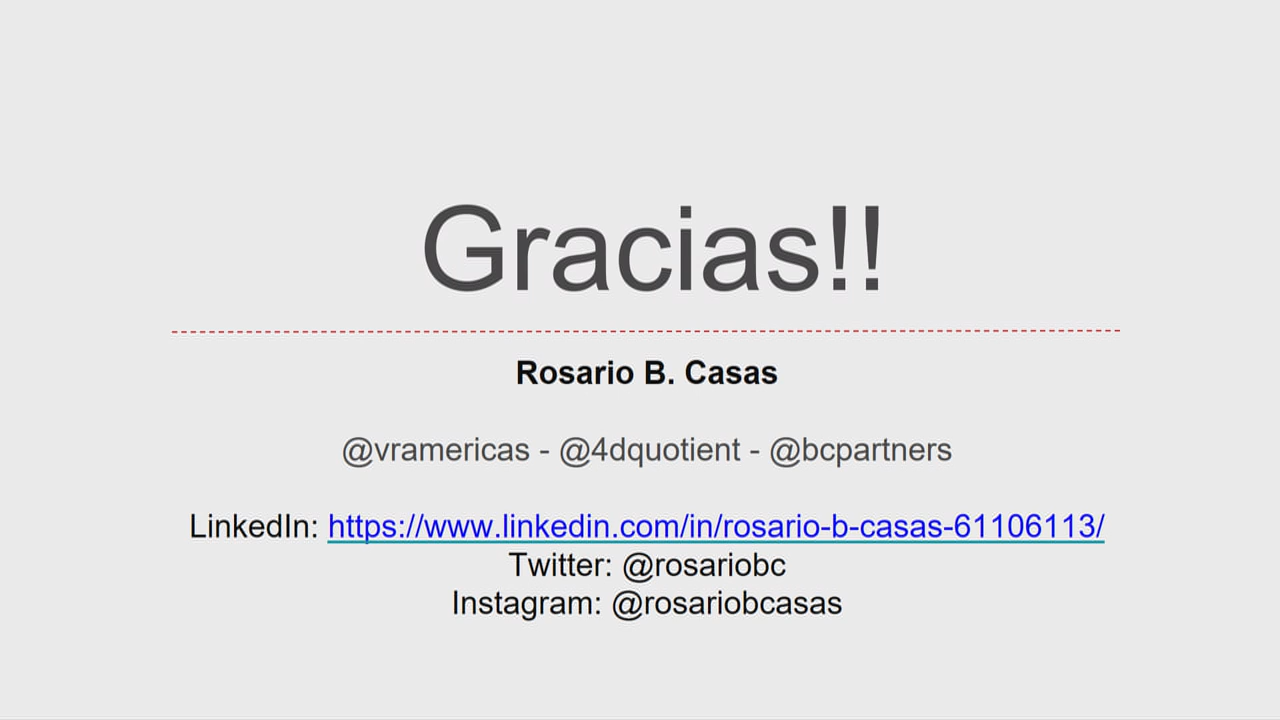 Gracias!!
Rosario B. Casas
@vramericas - @4dquotient - @bcpartners
LinkedIn: https://www.linkedin.com/in/rosario-b-casas-61106113/
Twitter: @rosariobc
Instagram: @rosariobcasas